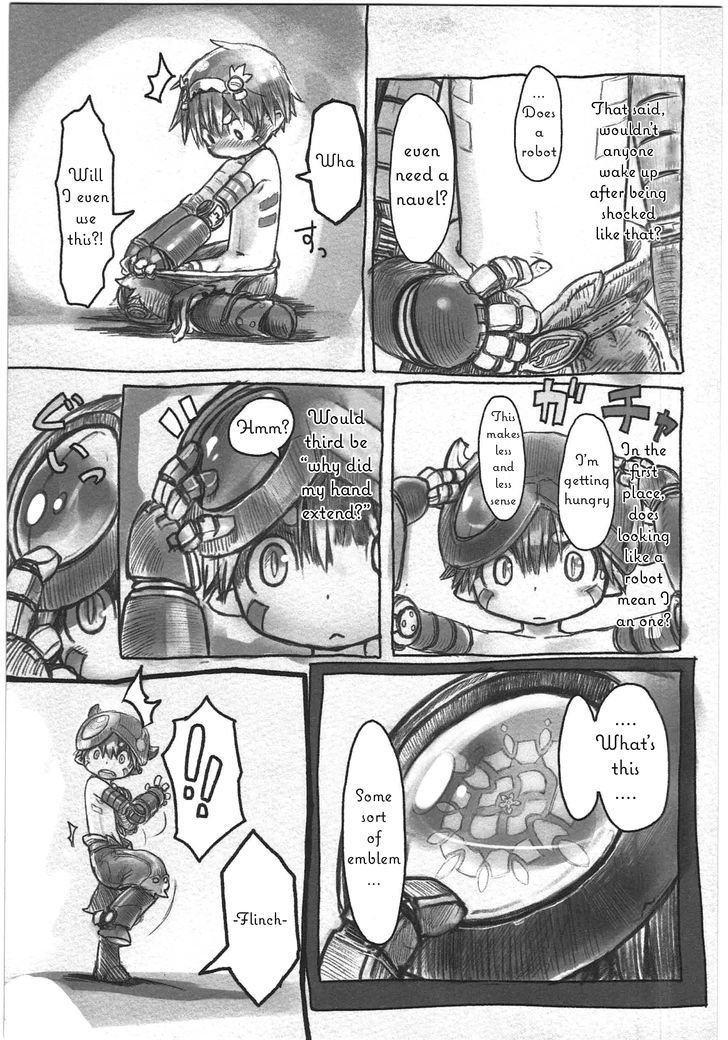 That said,
wouldn't
anyone
wake up
after being
shocked
like that?
...
Does
a
robot
even
need a
navel?
Wha
すっ
Will
I even
use
this?!
ガチャ
In the
first
place,
does
looking
like a
robot
mean I
an one?
I'm
getting
hungry
This
makes
less
and
less
sense
Would
third be
"why did
my hand
extend?"
Hmm?
....
What's
this
....
Some
sort
of
emblem
...
!!
-Flinch-